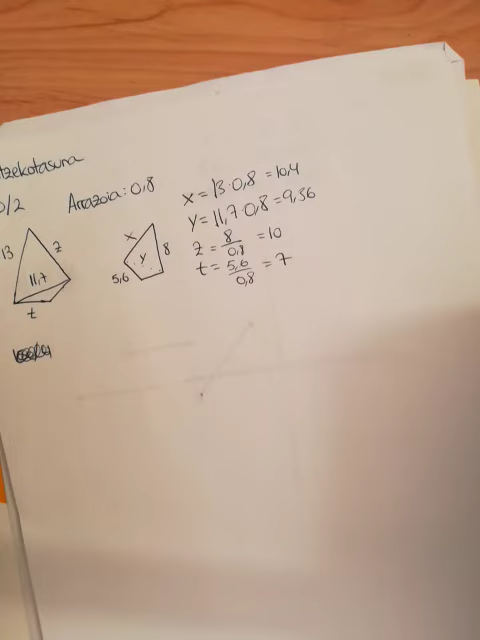 tzekotasuna
0/2 Arrazoia: 0,8
13 z 11,7 t
x 8 y 5,6
x = 13 · 0,8 = 10,4
y = 11,7 · 0,8 = 9,36
z = 8/0,8 = 10
t = 5,6/0,8 = 7